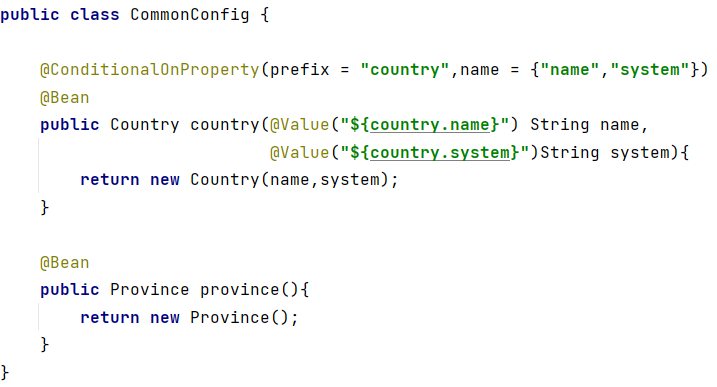 public class CommonConfig {
@ConditionalOnProperty(prefix = "country",name = {"name","system"})
@Bean
public Country country(@Value("${country.name}") String name,
@Value("${country.system}")String system){
return new Country(name,system);
}
@Bean
public Province province(){
return new Province();
}
}